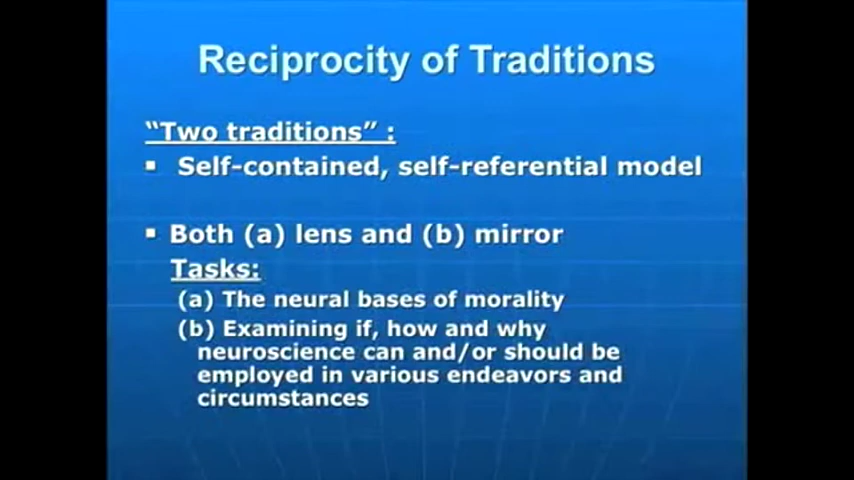 Reciprocity of Traditions
“Two traditions” :
▪ Self-contained, self-referential model
▪ Both (a) lens and (b) mirror
Tasks:
(a) The neural bases of morality
(b) Examining if, how and why
neuroscience can and/or should be
employed in various endeavors and
circumstances